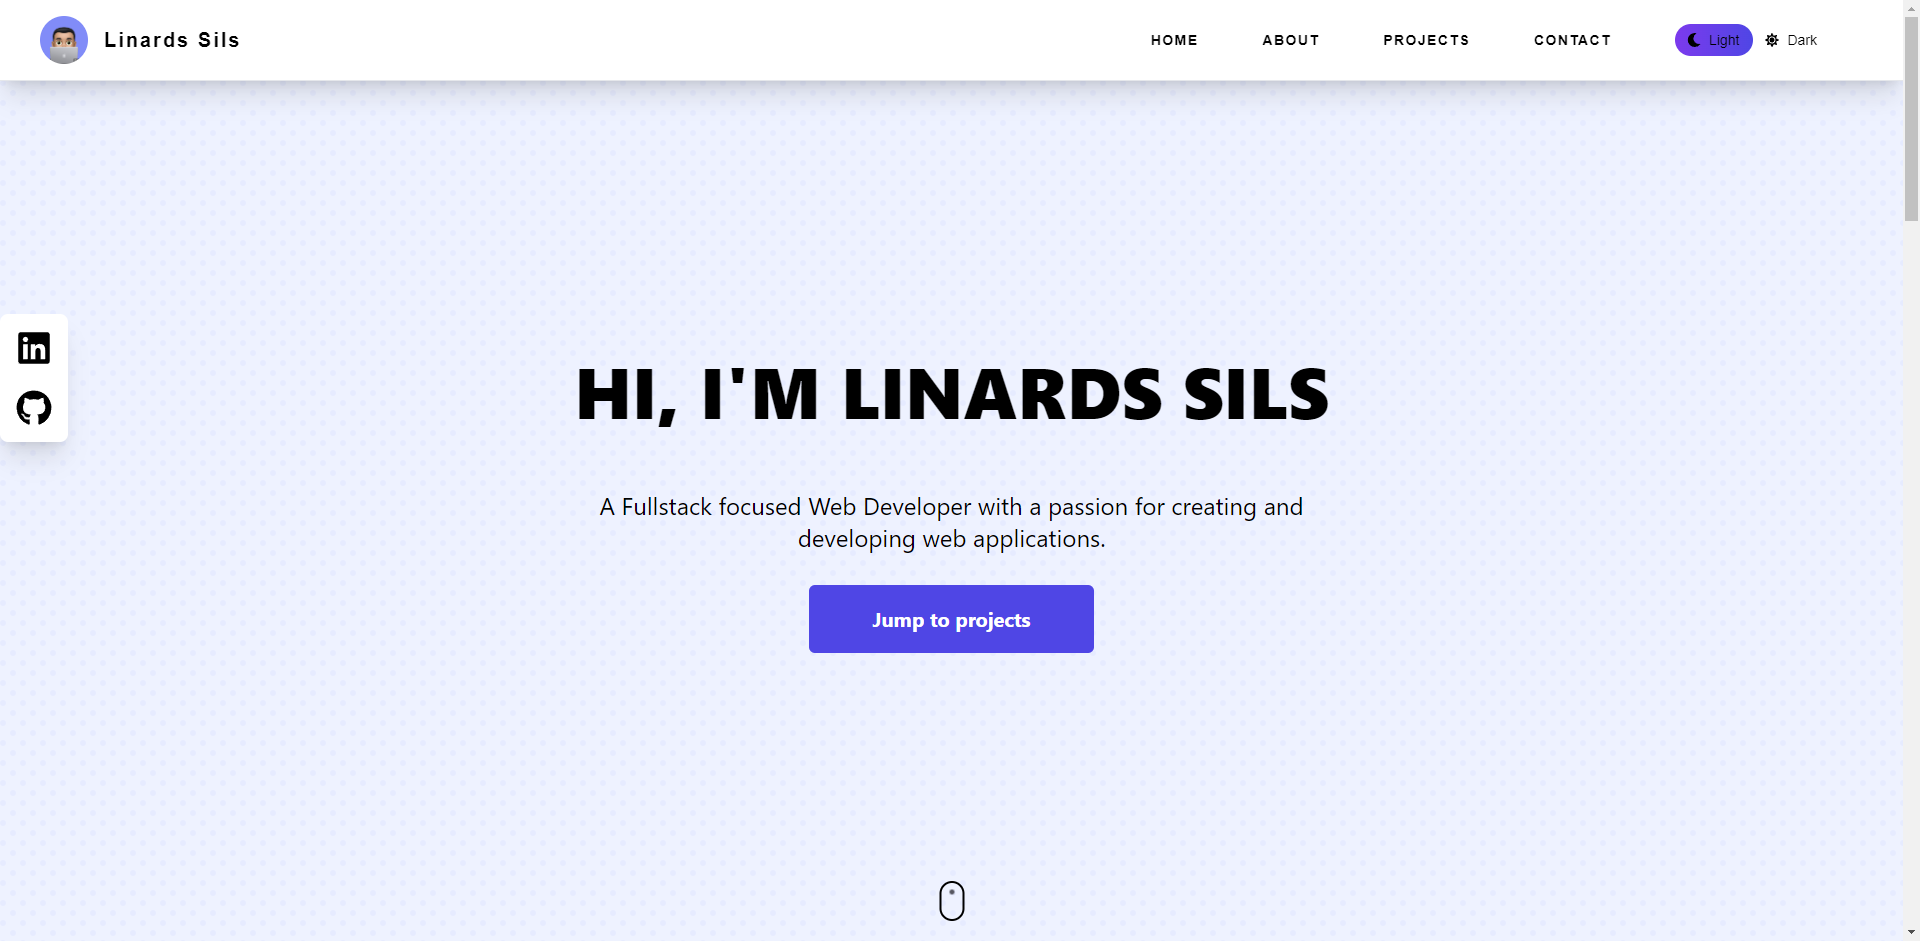 Linards Sils
HOME
ABOUT
PROJECTS
CONTACT
Light
Dark
HI, I'M LINARDS SILS
A Fullstack focused Web Developer with a passion for creating and
developing web applications.
Jump to projects